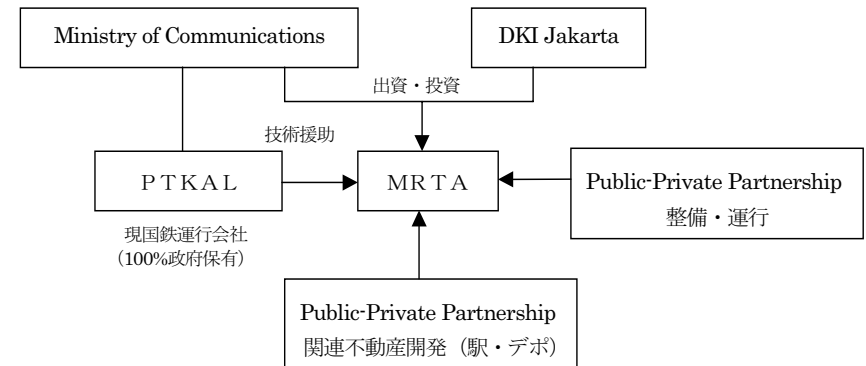 Ministry of Communications
DKI Jakarta
出資・投資
技術援助
ＰＴＫＡＬ
ＭＲＴＡ
Public-Private Partnership
整備・運行
現国鉄運行会社
（100%政府保有）
Public-Private Partnership
関連不動産開発（駅・デポ）